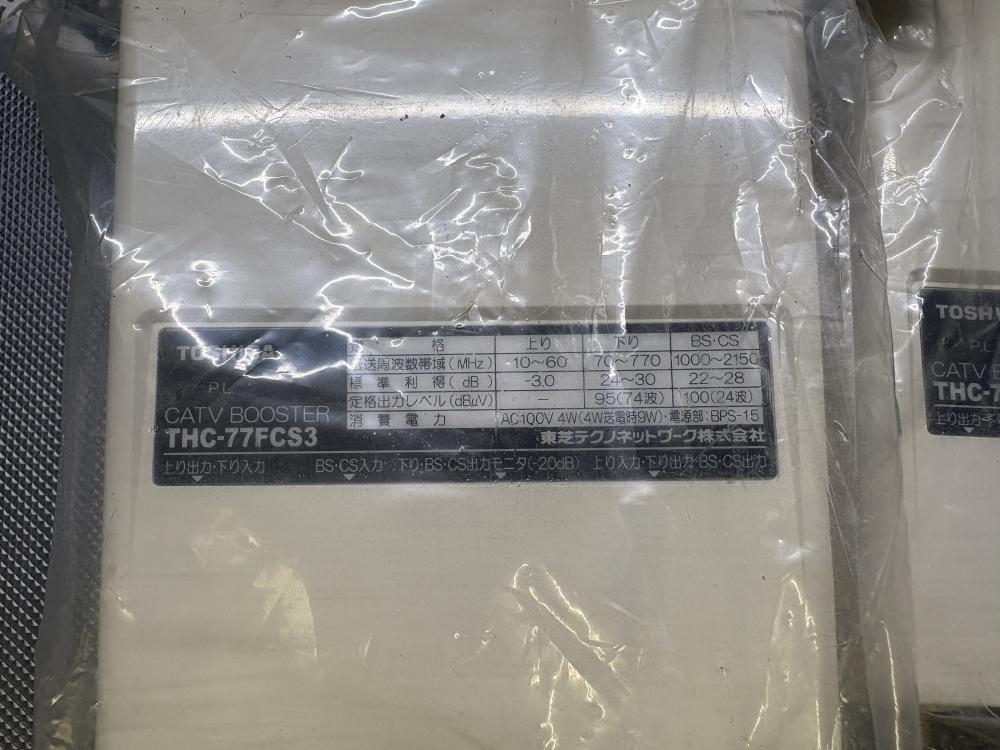 TOSHIBA
PL
CATV BOOSTER
THC-77FCS3
格 上り 下り BS・CS
送周波数帯域(MHz) 10～60 70～770 1000～2150
標準利得(dB) -3.0 24～30 22～28
定格出力レベル(dBμV) — 95(74波) 100(24波)
消費電力 AC100V 4W(4W送電時9W)・電源部:BPS-15
東芝テクノネットワーク株式会社
上り出力・下り入力 BS・CS入力 下り・BS・CS出力モニタ(-20dB) 上り入力・下り出力・BS・CS出力
TOSH
PL
CATV B
THC-7
上り出力